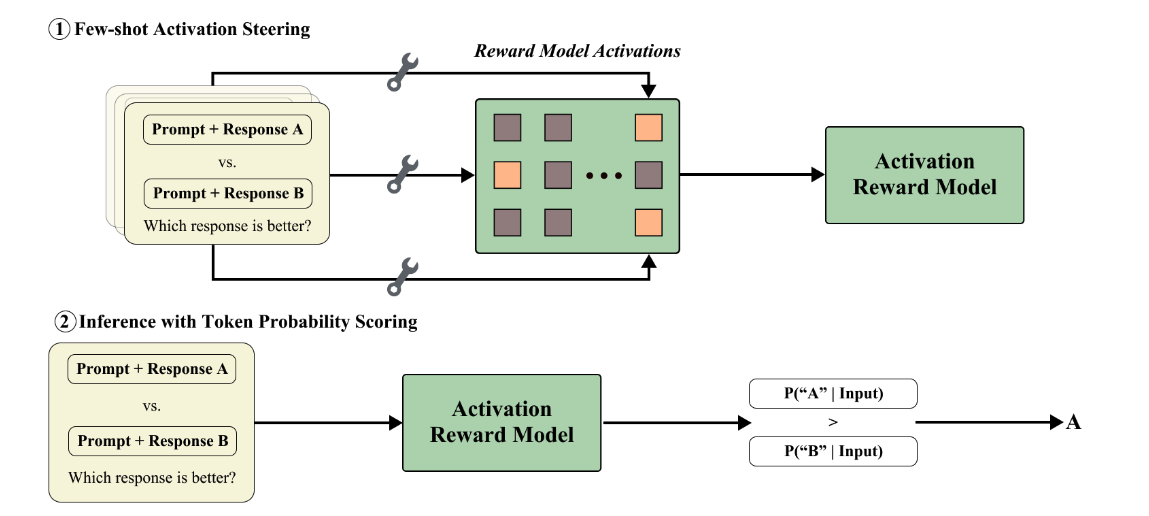 ① Few-shot Activation Steering
Reward Model Activations
Prompt + Response A
vs.
Prompt + Response B
Which response is better?
Activation
Reward Model
② Inference with Token Probability Scoring
Prompt + Response A
vs.
Prompt + Response B
Which response is better?
Activation
Reward Model
P(“A” | Input)
>
P(“B” | Input)
A